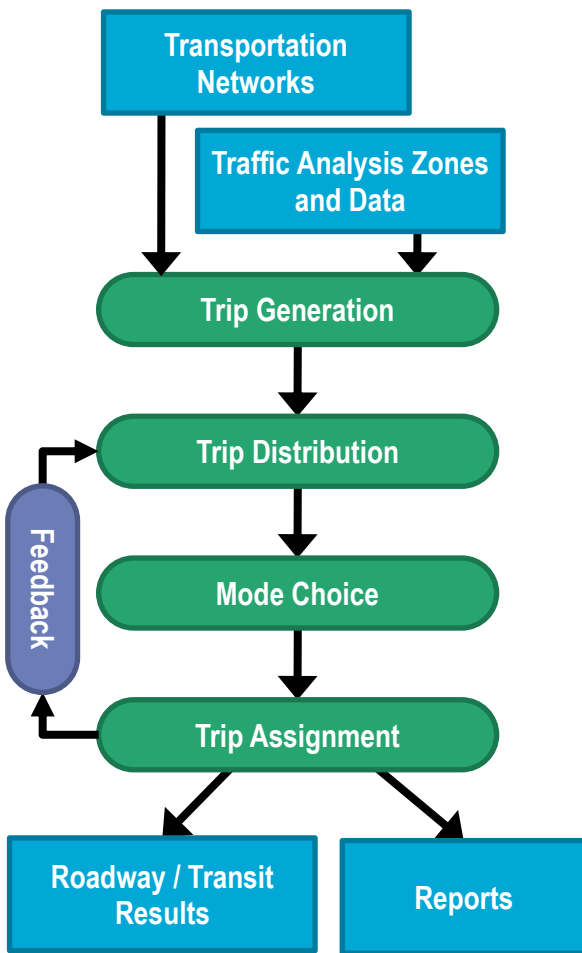 Transportation
Networks
Traffic Analysis Zones
and Data
Trip Generation
Trip Distribution
Feedback
Mode Choice
Trip Assignment
Roadway / Transit
Results
Reports